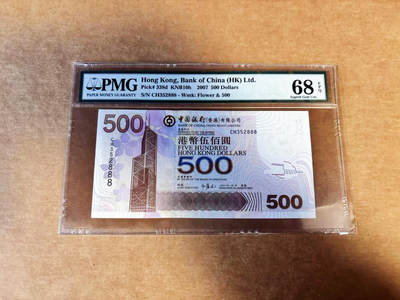 PMG
PAPER MONEY GUARANTY
Hong Kong, Bank of China (HK) Ltd.
Pick# 338d KNB10h 2007 500 Dollars
S/N CH352888 - Wmk: Flower & 500
68 EPQ
Superb Gem Unc
500
中國銀行(香港)有限公司
BANK OF CHINA (HONG KONG) LIMITED
CH352888
港幣伍佰圓
FIVE HUNDRED
HONG KONG DOLLARS
500
500